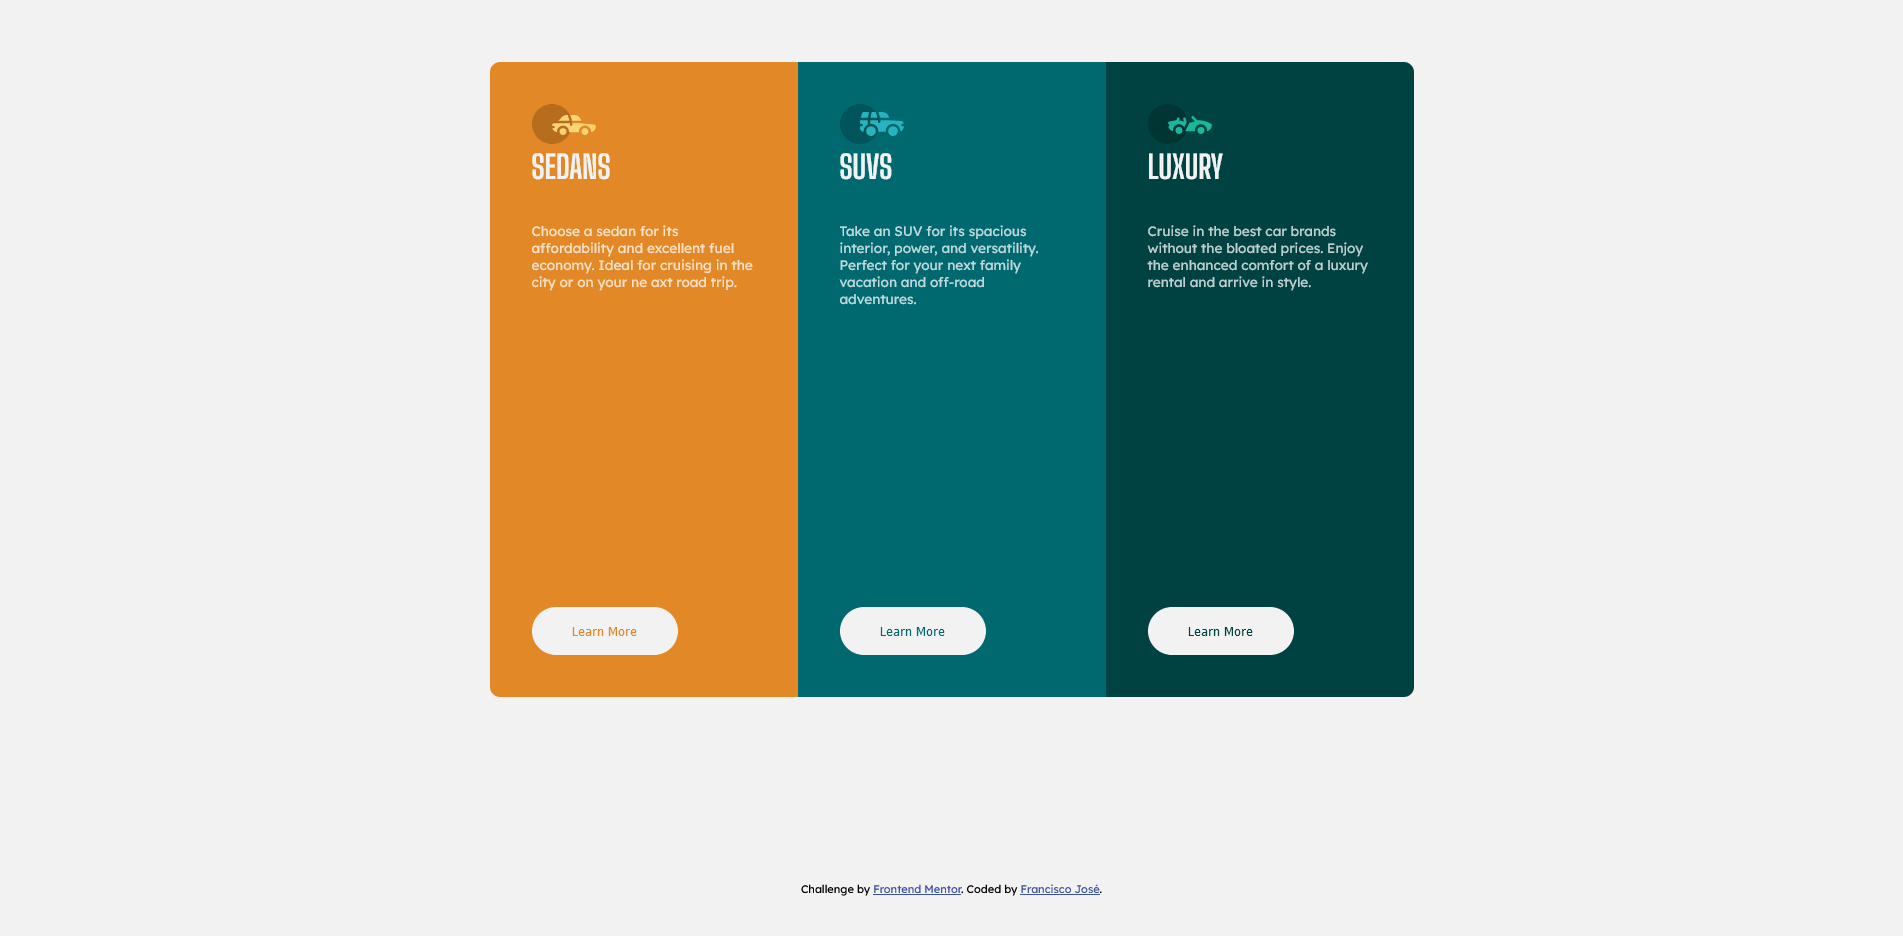 SEDANS
Choose a sedan for its
affordability and excellent fuel
economy. Ideal for cruising in the
city or on your ne axt road trip.
Learn More
SUVS
Take an SUV for its spacious
interior, power, and versatility.
Perfect for your next family
vacation and off-road
adventures.
Learn More
LUXURY
Cruise in the best car brands
without the bloated prices. Enjoy
the enhanced comfort of a luxury
rental and arrive in style.
Learn More
Challenge by Frontend Mentor. Coded by Francisco José.